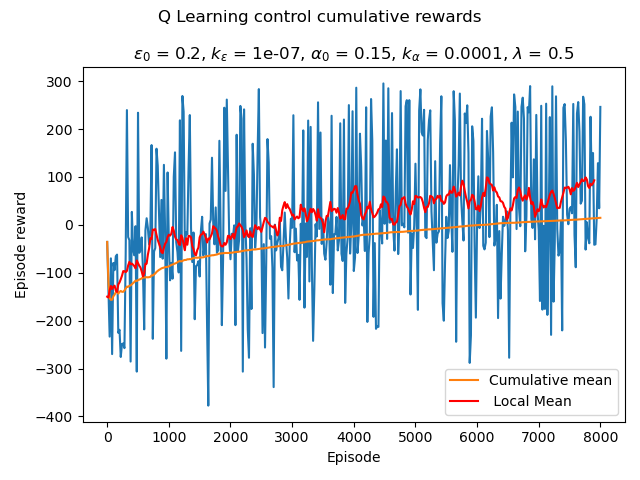 Q Learning control cumulative rewards
ε₀ = 0.2, kε = 1e-07, α₀ = 0.15, kα = 0.0001, λ = 0.5
300
200
100
0
−100
−200
−300
−400
Episode reward
0 1000 2000 3000 4000 5000 6000 7000 8000
Episode
Cumulative mean
Local Mean